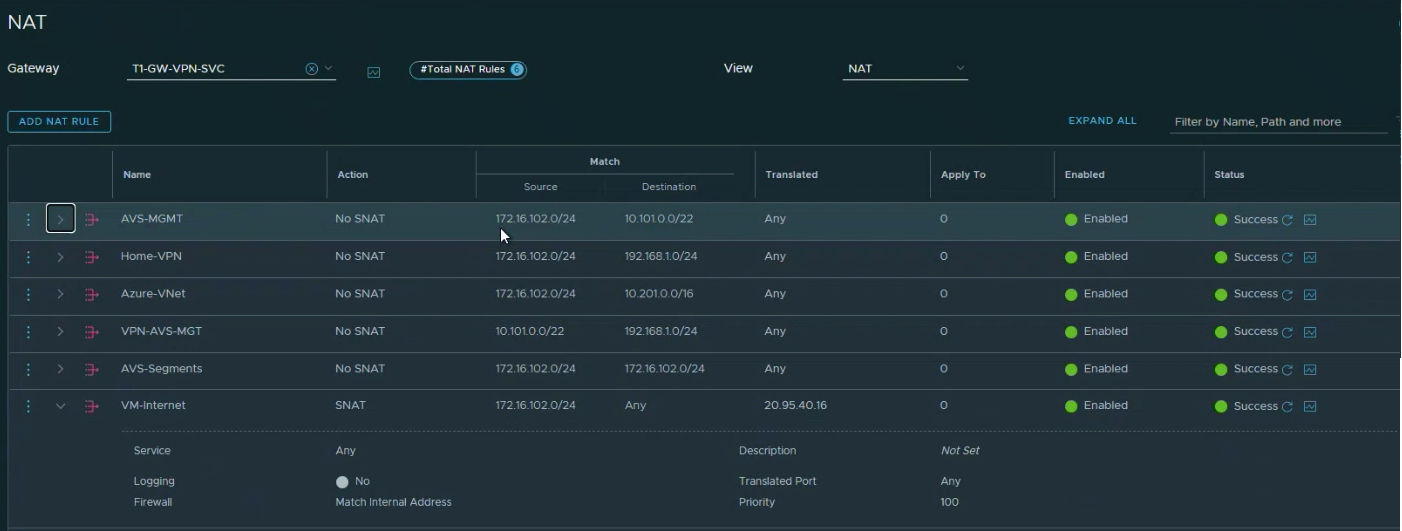 NAT
Gateway T1-GW-VPN-SVC #Total NAT Rules 6 View NAT
ADD NAT RULE EXPAND ALL Filter by Name, Path and more
Match
Name Action Translated Apply To Enabled Status
Source Destination
AVS-MGMT No SNAT 172.16.102.0/24 10.101.0.0/22 Any 0 Enabled Success
Home-VPN No SNAT 172.16.102.0/24 192.168.1.0/24 Any 0 Enabled Success
Azure-VNet No SNAT 172.16.102.0/24 10.201.0.0/16 Any 0 Enabled Success
VPN-AVS-MGT No SNAT 10.101.0.0/22 192.168.1.0/24 Any 0 Enabled Success
AVS-Segments No SNAT 172.16.102.0/24 172.16.102.0/24 Any 0 Enabled Success
VM-Internet SNAT 172.16.102.0/24 Any 20.95.40.16 0 Enabled Success
Service Any Description Not Set
Logging No Translated Port Any
Firewall Match Internal Address Priority 100